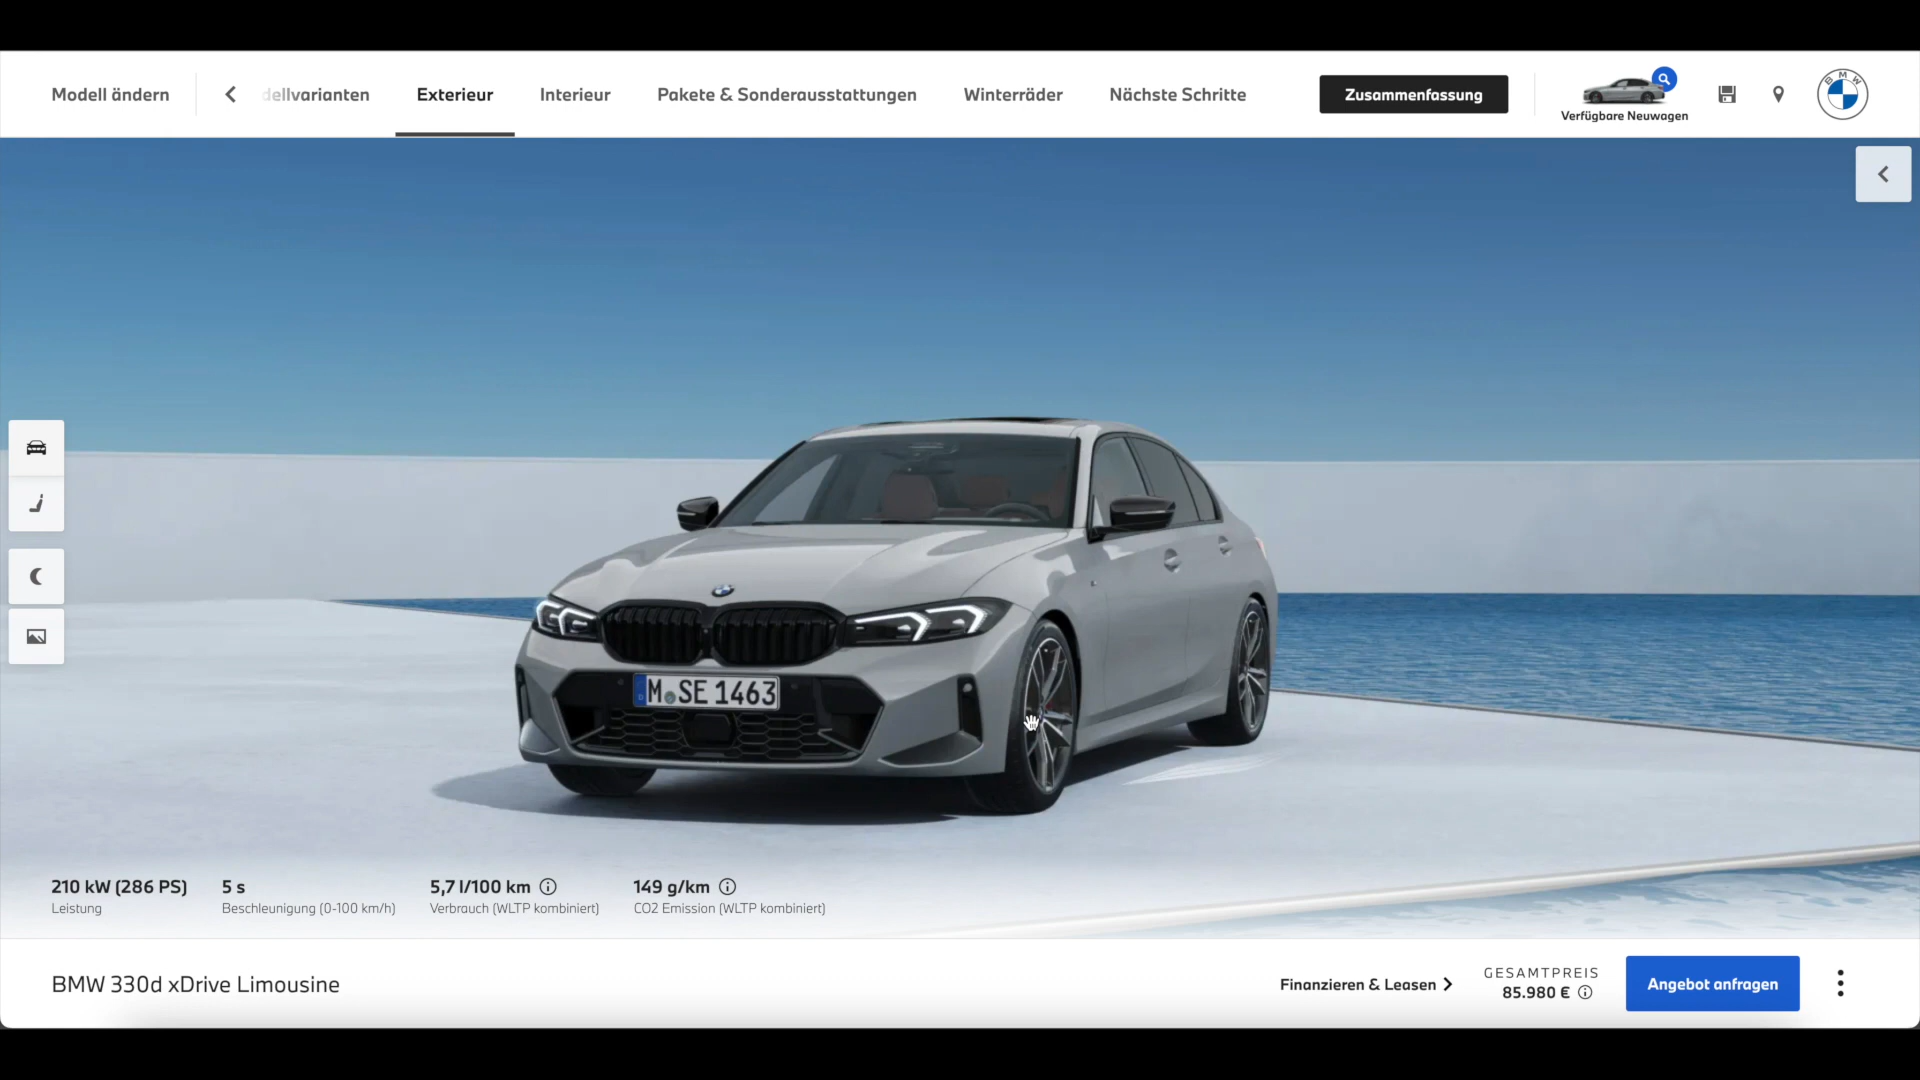 Modell ändern
dellvarianten
Exterieur
Interieur
Pakete & Sonderausstattungen
Winterräder
Nächste Schritte
Zusammenfassung
Verfügbare Neuwagen
BMW
M SE 1463
210 kW (286 PS)
Leistung
5 s
Beschleunigung (0-100 km/h)
5,7 l/100 km
Verbrauch (WLTP kombiniert)
149 g/km
CO2 Emission (WLTP kombiniert)
BMW 330d xDrive Limousine
Finanzieren & Leasen
GESAMTPREIS
85.980 €
Angebot anfragen